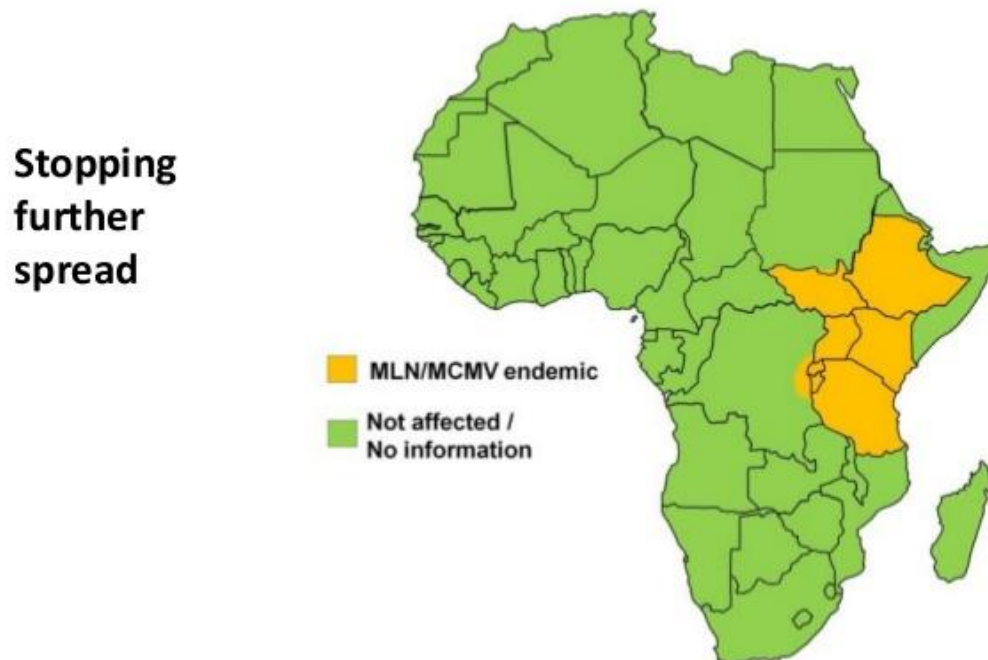 Stopping
further
spread
MLN/MCMV endemic
Not affected /
No information